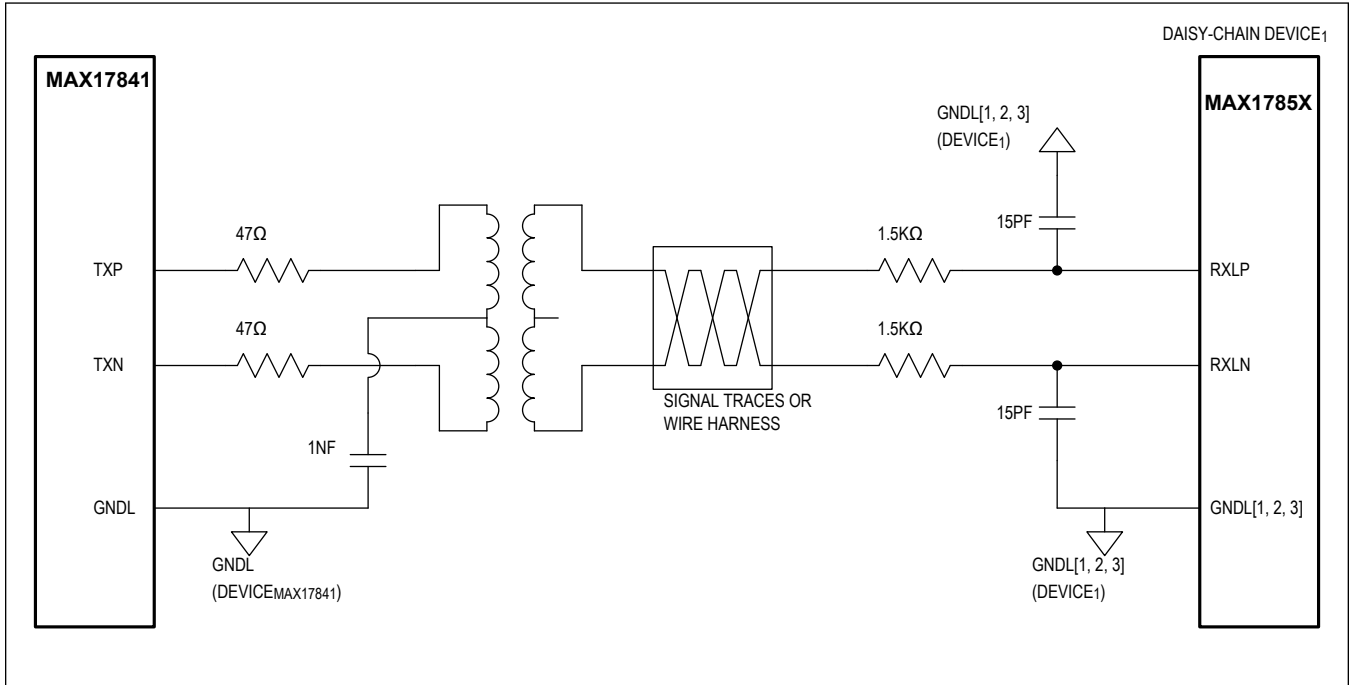 DAISY-CHAIN DEVICE1
MAX17841
MAX1785X
GNDL[1, 2, 3]
(DEVICE1)
47Ω
15PF
1.5KΩ
TXP
RXLP
47Ω
1.5KΩ
TXN
RXLN
SIGNAL TRACES OR
WIRE HARNESS
15PF
1NF
GNDL
GNDL[1, 2, 3]
GNDL
(DEVICEMAX17841)
GNDL[1, 2, 3]
(DEVICE1)